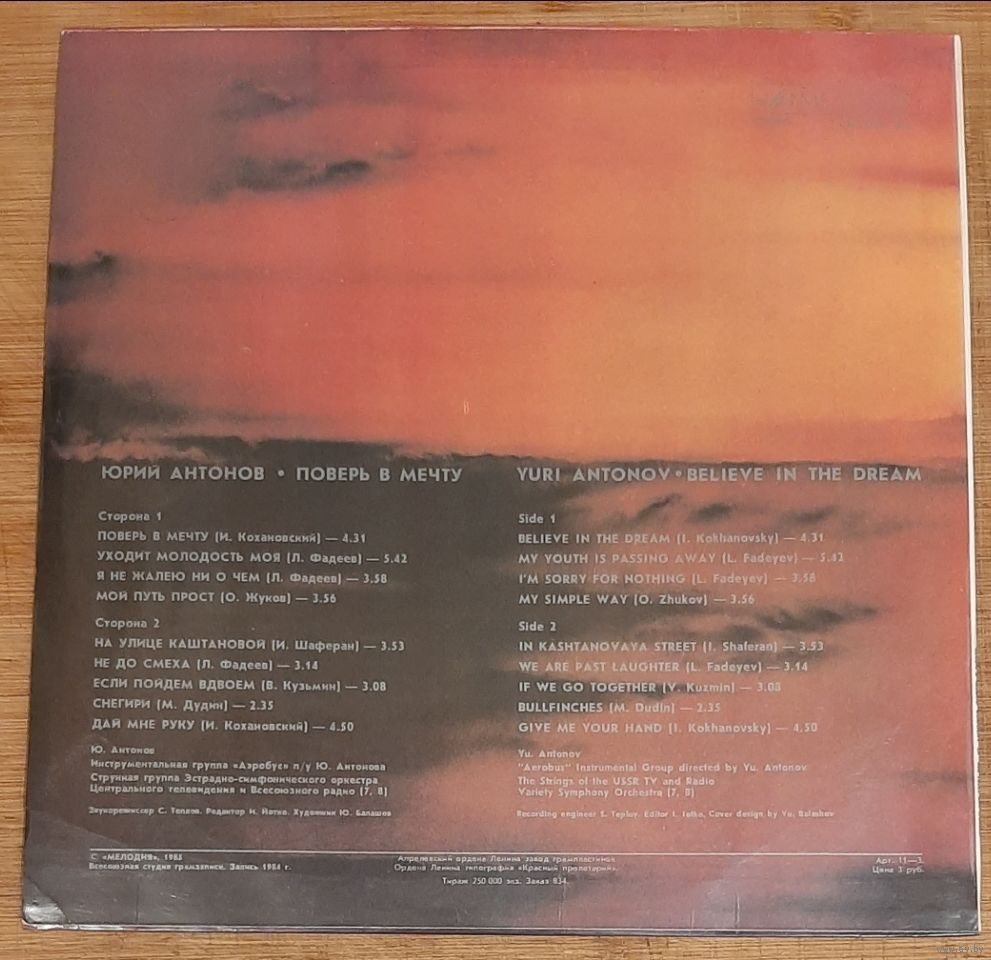 ЮРИЙ АНТОНОВ • ПОВЕРЬ В МЕЧТУ
Сторона 1
ПОВЕРЬ В МЕЧТУ (И. Кохановский) — 4.31
УХОДИТ МОЛОДОСТЬ МОЯ (Л. Фадеев) — 5.42
Я НЕ ЖАЛЕЮ НИ О ЧЕМ (Л. Фадеев) — 3.58
МОЙ ПУТЬ ПРОСТ (О. Жуков) — 3.56
Сторона 2
НА УЛИЦЕ КАШТАНОВОЙ (И. Шаферан) — 3.53
НЕ ДО СМЕХА (Л. Фадеев) — 3.14
ЕСЛИ ПОЙДЕМ ВДВОЕМ (В. Кузьмин) — 3.08
СНЕГИРИ (М. Дудин) — 2.35
ДАЙ МНЕ РУКУ (И. Кохановский) — 4.50
Ю. Антонов
Инструментальная группа «Аэробус» п/у Ю. Антонова
Струнная группа Эстрадно-симфонического оркестра
Центрального телевидения и Всесоюзного радио (7, 8)
Звукорежиссер С. Теплов. Редактор И. Йотко. Художник Ю. Балашов
YURI ANTONOV • BELIEVE IN THE DREAM
Side 1
BELIEVE IN THE DREAM (I. Kokhanovsky) — 4.31
MY YOUTH IS PASSING AWAY (L. Fadeyev) — 5.42
I'M SORRY FOR NOTHING (L. Fadeyev) — 3.58
MY SIMPLE WAY (O. Zhukov) — 3.56
Side 2
IN KASHTANOVAYA STREET (I. Shaferan) — 3.53
WE ARE PAST LAUGHTER (L. Fadeyev) — 3.14
IF WE GO TOGETHER (V. Kuzmin) — 3.08
BULLFINCHES (M. Dudin) — 2.35
GIVE ME YOUR HAND (I. Kokhanovsky) — 4.50
Yu. Antonov
"Aerobus" Instrumental Group directed by Yu. Antonov
The Strings of the USSR TV and Radio
Variety Symphony Orchestra (7, 8)
Recording engineer S. Teplov. Editor I. Iotko. Cover design by Yu. Balashov
С «МЕЛОДИЯ», 1985
Всесоюзная студия грамзаписи. Запись 1984 г.
Апрелевский ордена Ленина завод грампластинок
Ордена Ленина типография «Красный пролетарий».
Тираж 750 000 экз. Заказ 834.
Арт. 11—3.
Цена 3 руб.